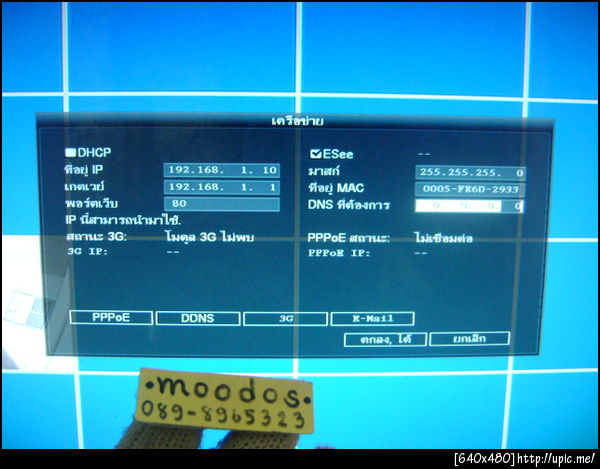 เครือข่าย
DHCP
ESee --
ที่อยู่ IP 192.168. 1. 10
มาสก์ 255.255.255. 0
เกตเวย์ 192.168. 1. 1
ที่อยู่ MAC 0005-FE6D-2933
พอร์ตเว็บ 80
DNS ที่ต้องการ 0. 0. 0. 0
IP นี้สามารถนำมาใช้.
สถานะ 3G: โมดูล 3G ไม่พบ
PPPoE สถานะ: ไม่เชื่อมต่อ
3G IP: --
PPPoE IP: --
PPPoE DDNS 3G E-Mail
ตกลง, ได้ ยกเลิก
•moodos•
089-8965323
[640x480]http://upic.me/